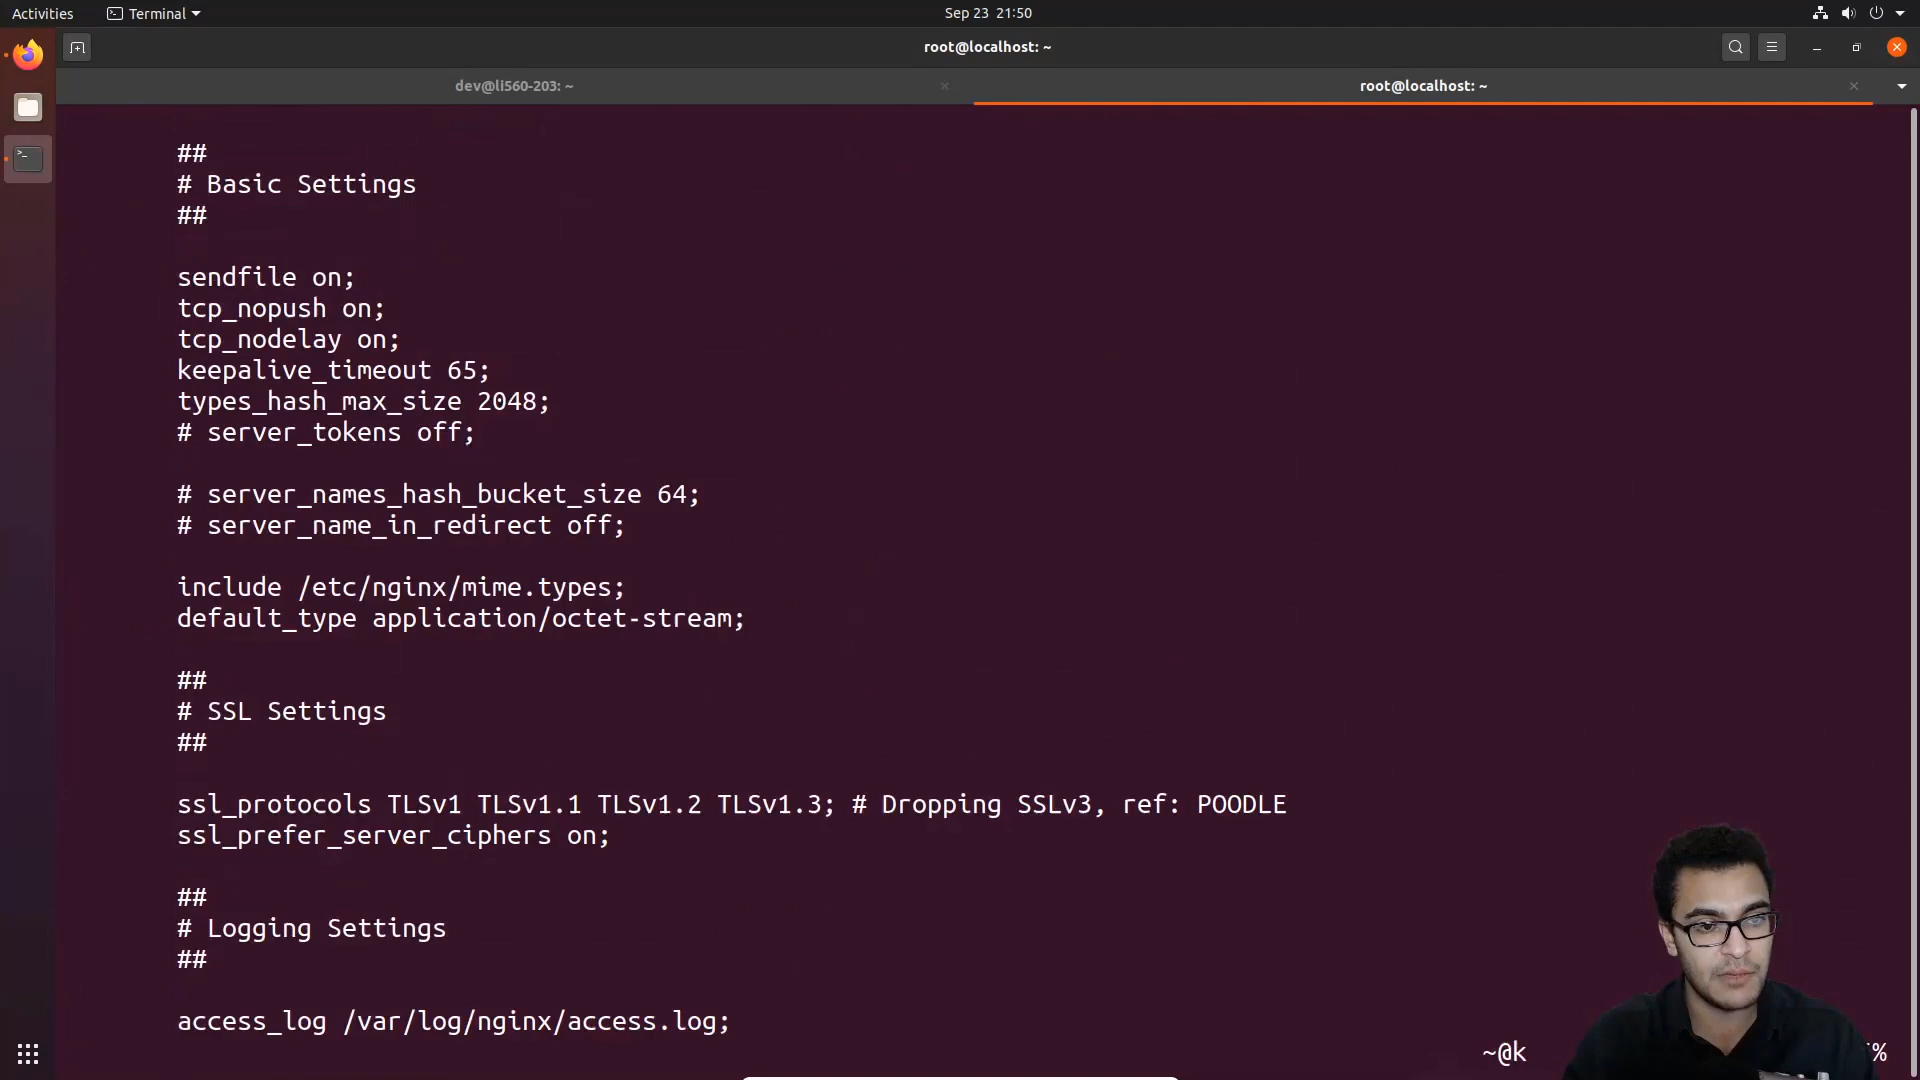 Activities
Terminal
Sep 23 21:50
root@localhost: ~
dev@li560-203: ~
root@localhost: ~
##
# Basic Settings
##
sendfile on;
tcp_nopush on;
tcp_nodelay on;
keepalive_timeout 65;
types_hash_max_size 2048;
# server_tokens off;
# server_names_hash_bucket_size 64;
# server_name_in_redirect off;
include /etc/nginx/mime.types;
default_type application/octet-stream;
##
# SSL Settings
##
ssl_protocols TLSv1 TLSv1.1 TLSv1.2 TLSv1.3; # Dropping SSLv3, ref: POODLE
ssl_prefer_server_ciphers on;
##
# Logging Settings
##
access_log /var/log/nginx/access.log;
~@k